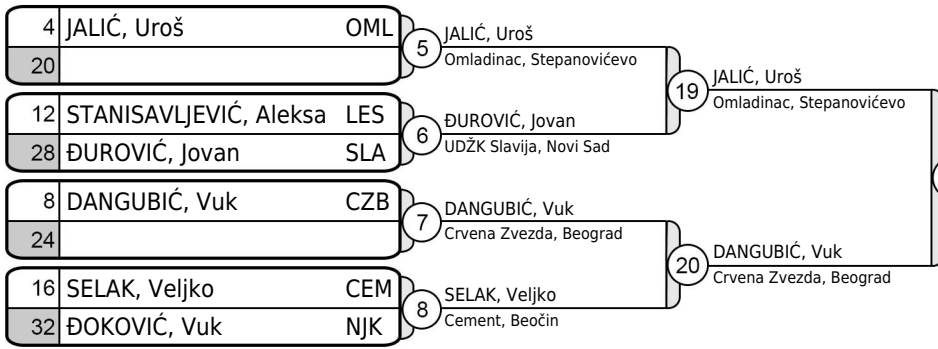 4 JALIĆ, Uroš OML
20
5
JALIĆ, Uroš
Omladinac, Stepanovićevo
12 STANISAVLJEVIĆ, Aleksa LES
28 ĐUROVIĆ, Jovan SLA
6
ĐUROVIĆ, Jovan
UDŽK Slavija, Novi Sad
19
JALIĆ, Uroš
Omladinac, Stepanovićevo
8 DANGUBIĆ, Vuk CZB
24
7
DANGUBIĆ, Vuk
Crvena Zvezda, Beograd
16 SELAK, Veljko CEM
32 ĐOKOVIĆ, Vuk NJK
8
SELAK, Veljko
Cement, Beočin
20
DANGUBIĆ, Vuk
Crvena Zvezda, Beograd